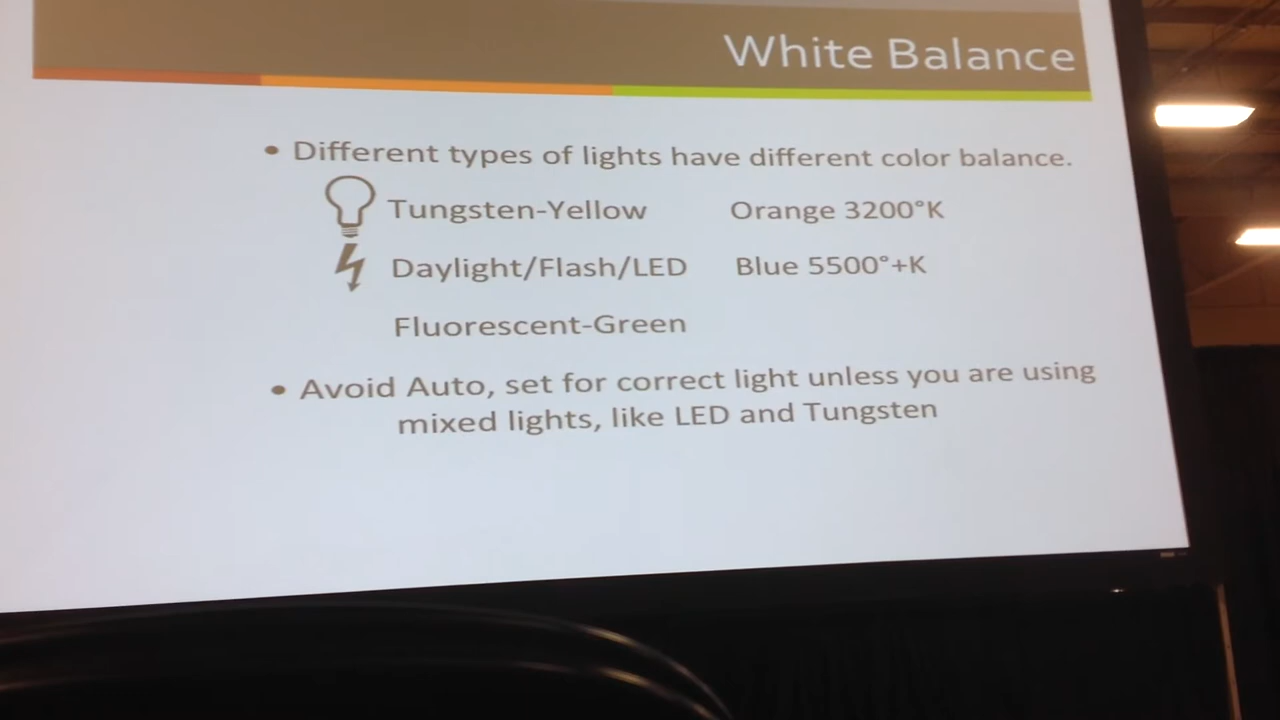 White Balance
• Different types of lights have different color balance.
Tungsten-Yellow Orange 3200°K
Daylight/Flash/LED Blue 5500°+K
Fluorescent-Green
• Avoid Auto, set for correct light unless you are using
mixed lights, like LED and Tungsten